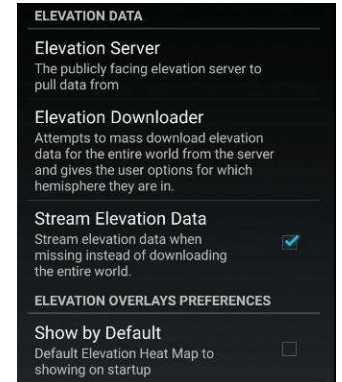 ELEVATION DATA
Elevation Server
The publicly facing elevation server to
pull data from
Elevation Downloader
Attempts to mass download elevation
data for the entire world from the server
and gives the user options for which
hemisphere they are in.
Stream Elevation Data
Stream elevation data when
missing instead of downloading
the entire world.
ELEVATION OVERLAYS PREFERENCES
Show by Default
Default Elevation Heat Map to
showing on startup